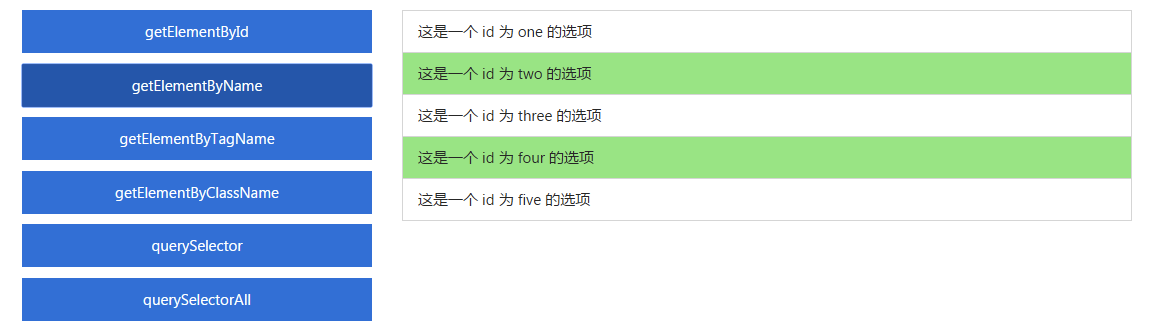 getElementById
getElementByName
getElementByTagName
getElementByClassName
querySelector
querySelectorAll
这是一个 id 为 one 的选项
这是一个 id 为 two 的选项
这是一个 id 为 three 的选项
这是一个 id 为 four 的选项
这是一个 id 为 five 的选项